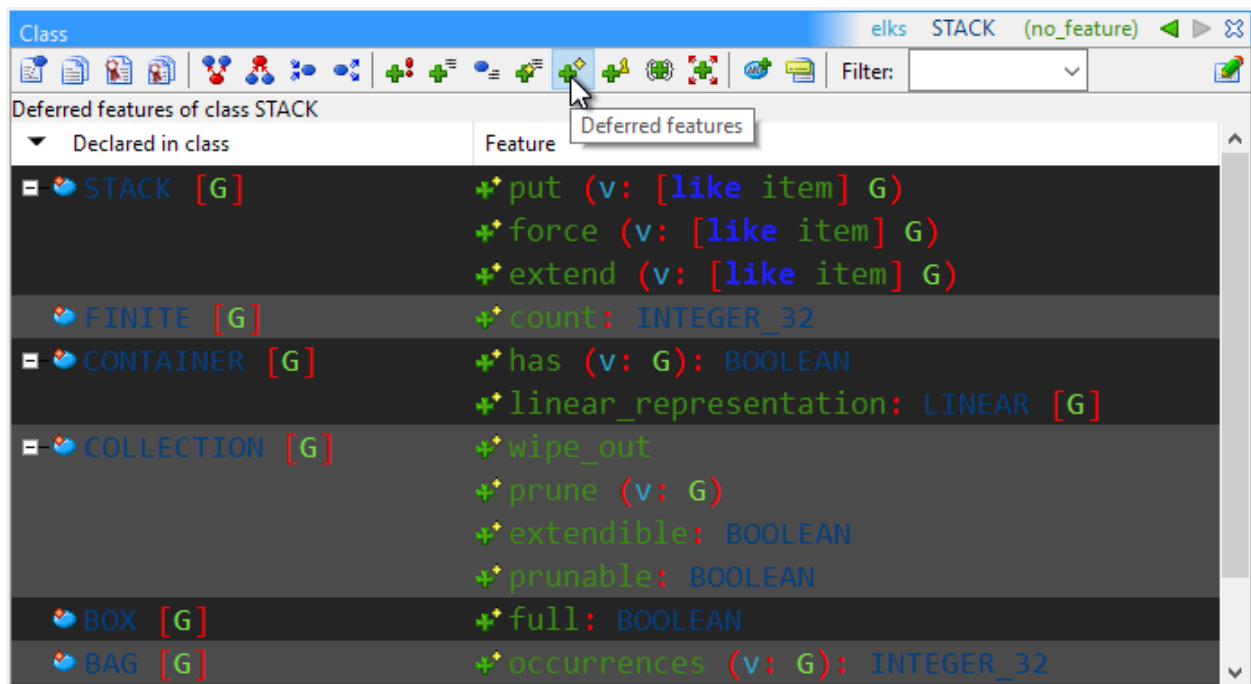 Class elks STACK (no_feature)
Filter:
Deferred features of class STACK
Deferred features
Declared in class Feature
STACK [G] put (v: [like item] G)
force (v: [like item] G)
extend (v: [like item] G)
FINITE [G] count: INTEGER_32
CONTAINER [G] has (v: G): BOOLEAN
linear_representation: LINEAR [G]
COLLECTION [G] wipe_out
prune (v: G)
extendible: BOOLEAN
prunable: BOOLEAN
BOX [G] full: BOOLEAN
BAG [G] occurrences (v: G): INTEGER_32